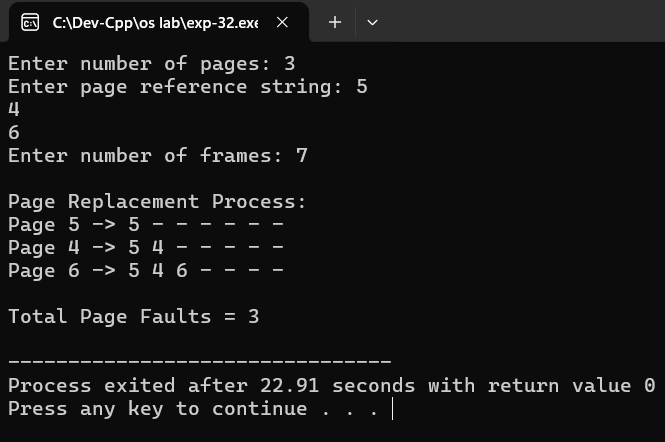 C:\Dev-Cpp\os lab\exp-32.exe
Enter number of pages: 3
Enter page reference string: 5
4
6
Enter number of frames: 7
Page Replacement Process:
Page 5 -> 5 - - - - - -
Page 4 -> 5 4 - - - - -
Page 6 -> 5 4 6 - - - -
Total Page Faults = 3
--------------------------------
Process exited after 22.91 seconds with return value 0
Press any key to continue . . .